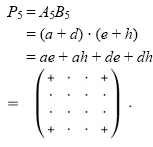 P₅ = A₅B₅
= (a + d) · (e + h)
= ae + ah + de + dh
= ( + · · +
· · · ·
· · · ·
+ · · + ) .